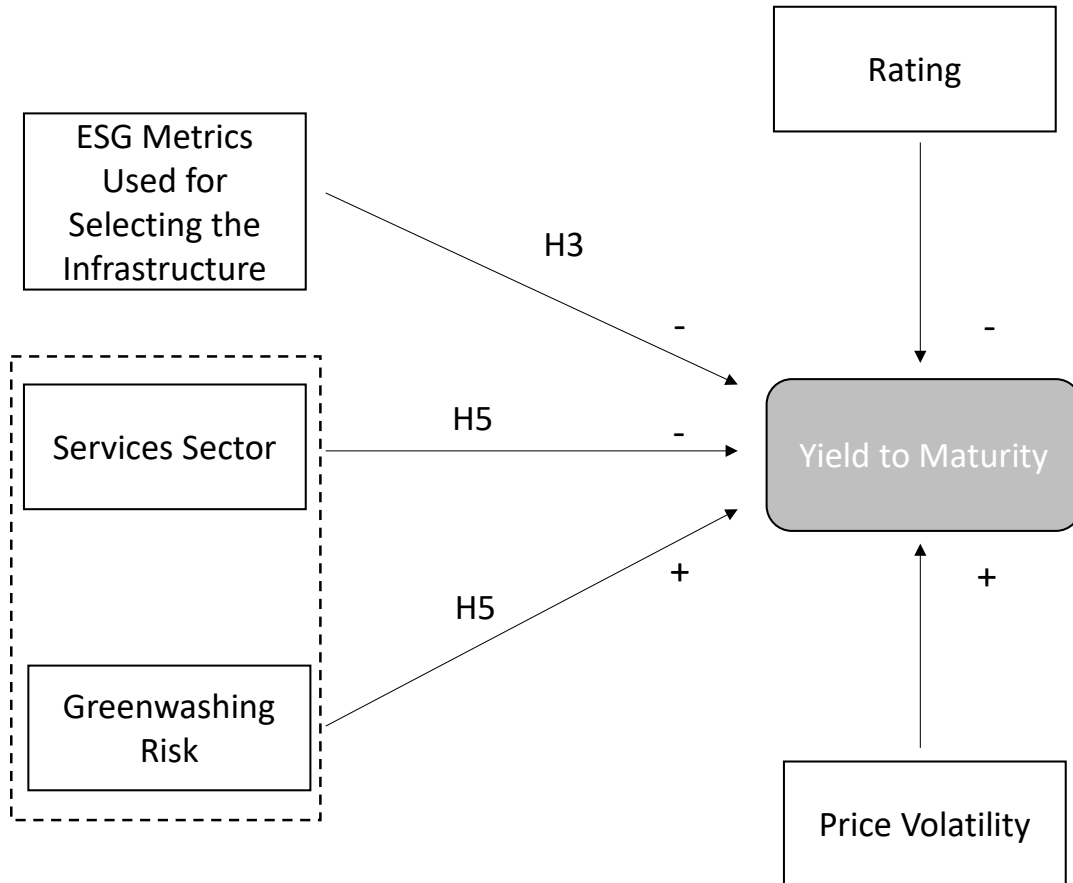 Rating
ESG Metrics
Used for
Selecting the
Infrastructure
H3
-
-
Services Sector
H5
-
Yield to Maturity
+
+
H5
Greenwashing
Risk
Price Volatility